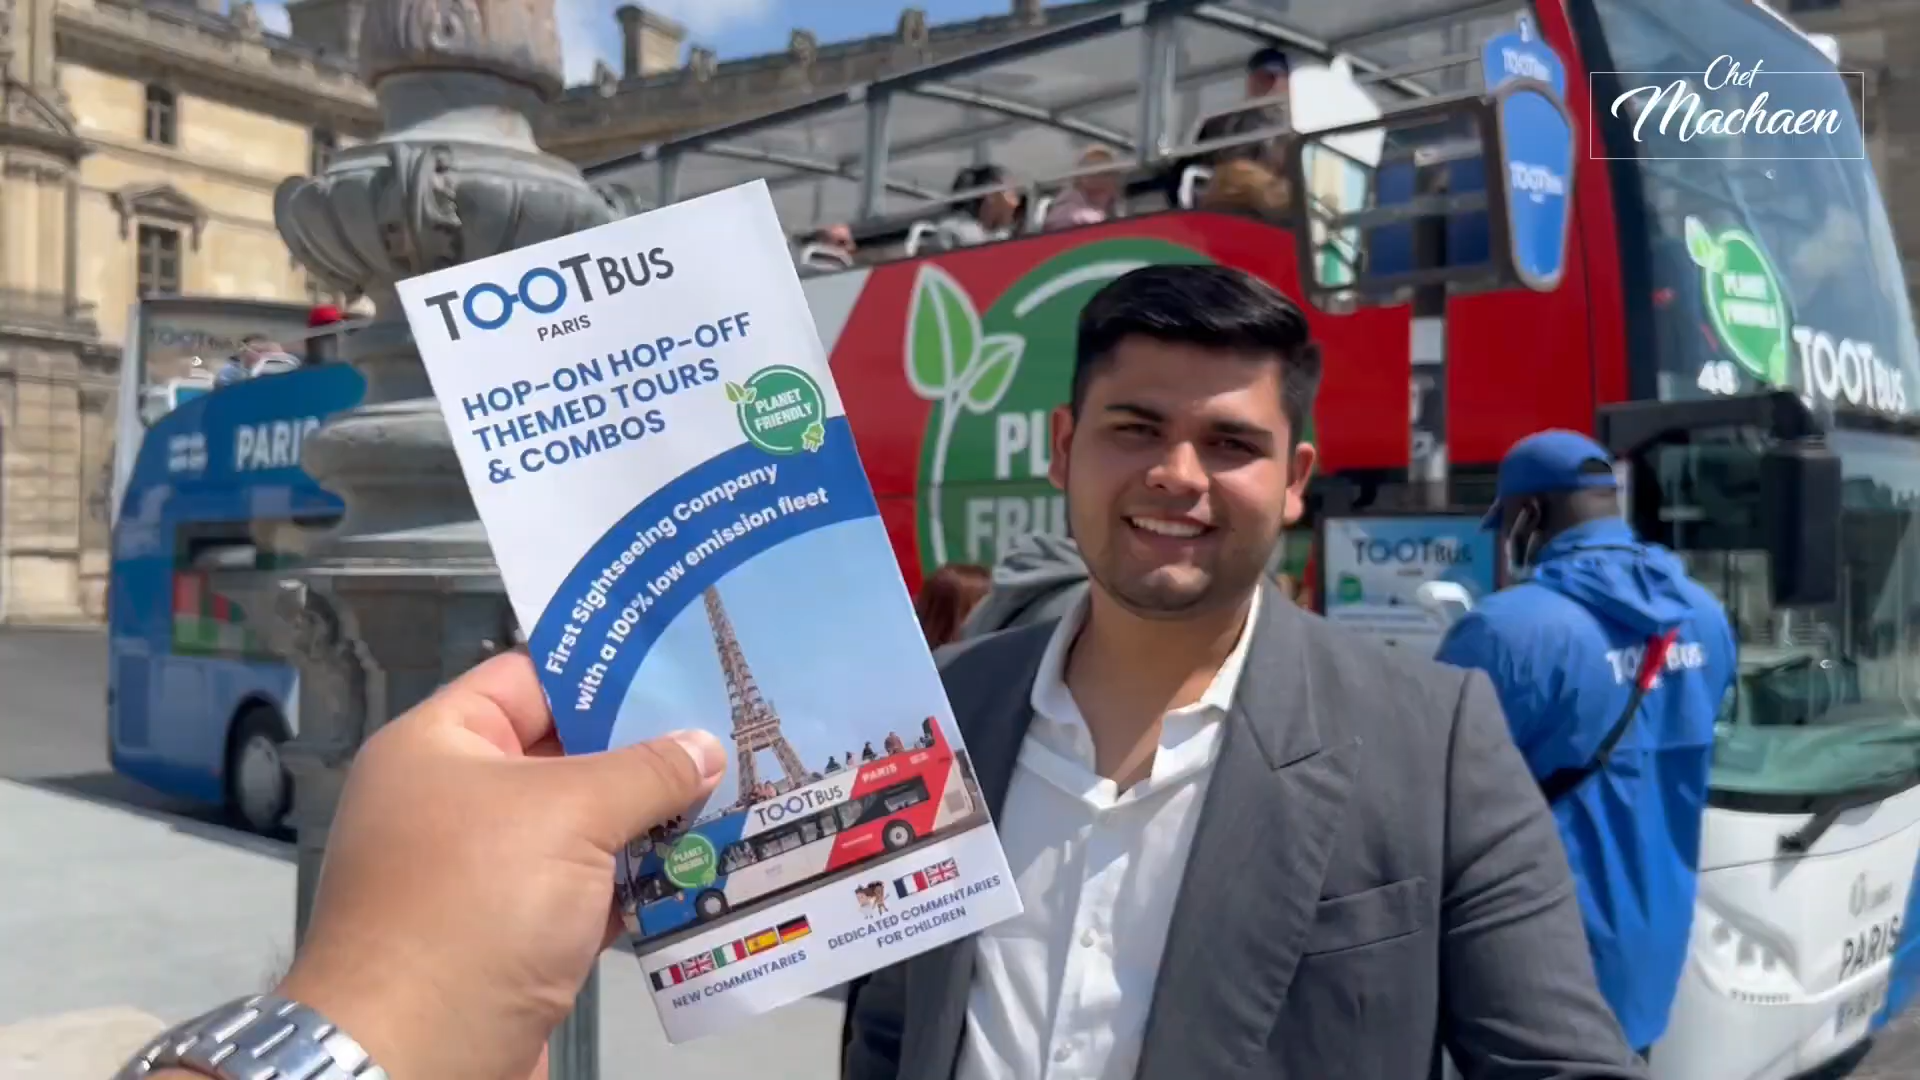 Chef
Machaen
TOOTBUS
PARIS
HOP-ON HOP-OFF
THEMED TOURS
& COMBOS
PLANET
FRIENDLY
First Sightseeing Company
with a 100% low emission fleet
PARIS
TOOTBUS
PLANET
FRIENDLY
NEW COMMENTARIES
DEDICATED COMMENTARIES
FOR CHILDREN
PARIS
PLANET
FRIENDLY
48
TOOTBUS
TOOTBUS
PARIS